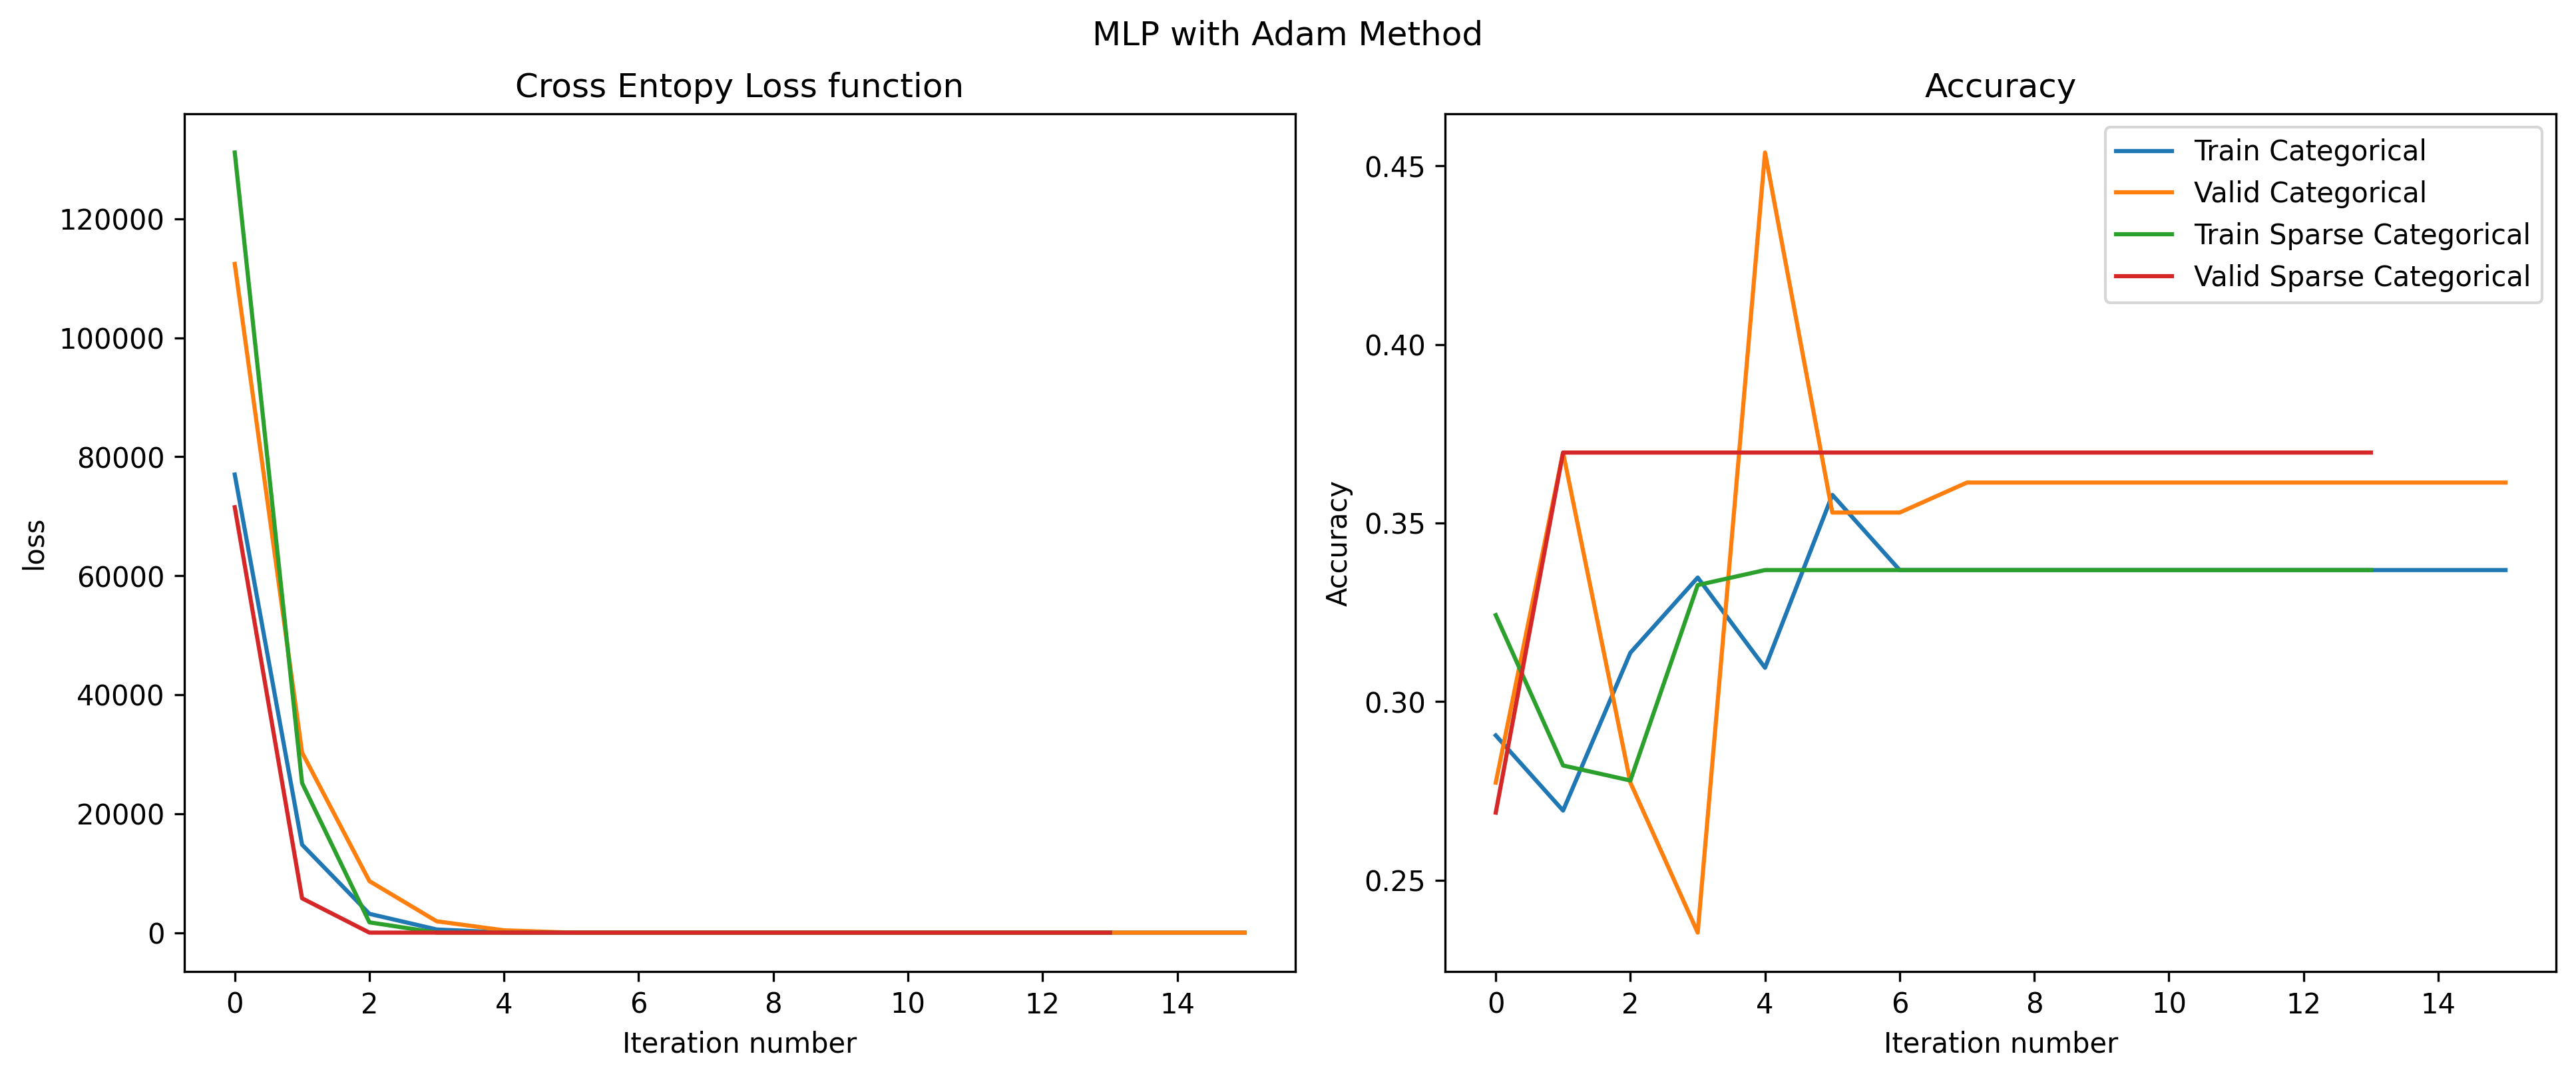 MLP with Adam Method
Cross Entopy Loss function
loss
120000
100000
80000
60000
40000
20000
0
0 2 4 6 8 10 12 14
Iteration number
Accuracy
Accuracy
0.45
0.40
0.35
0.30
0.25
0 2 4 6 8 10 12 14
Iteration number
Train Categorical
Valid Categorical
Train Sparse Categorical
Valid Sparse Categorical